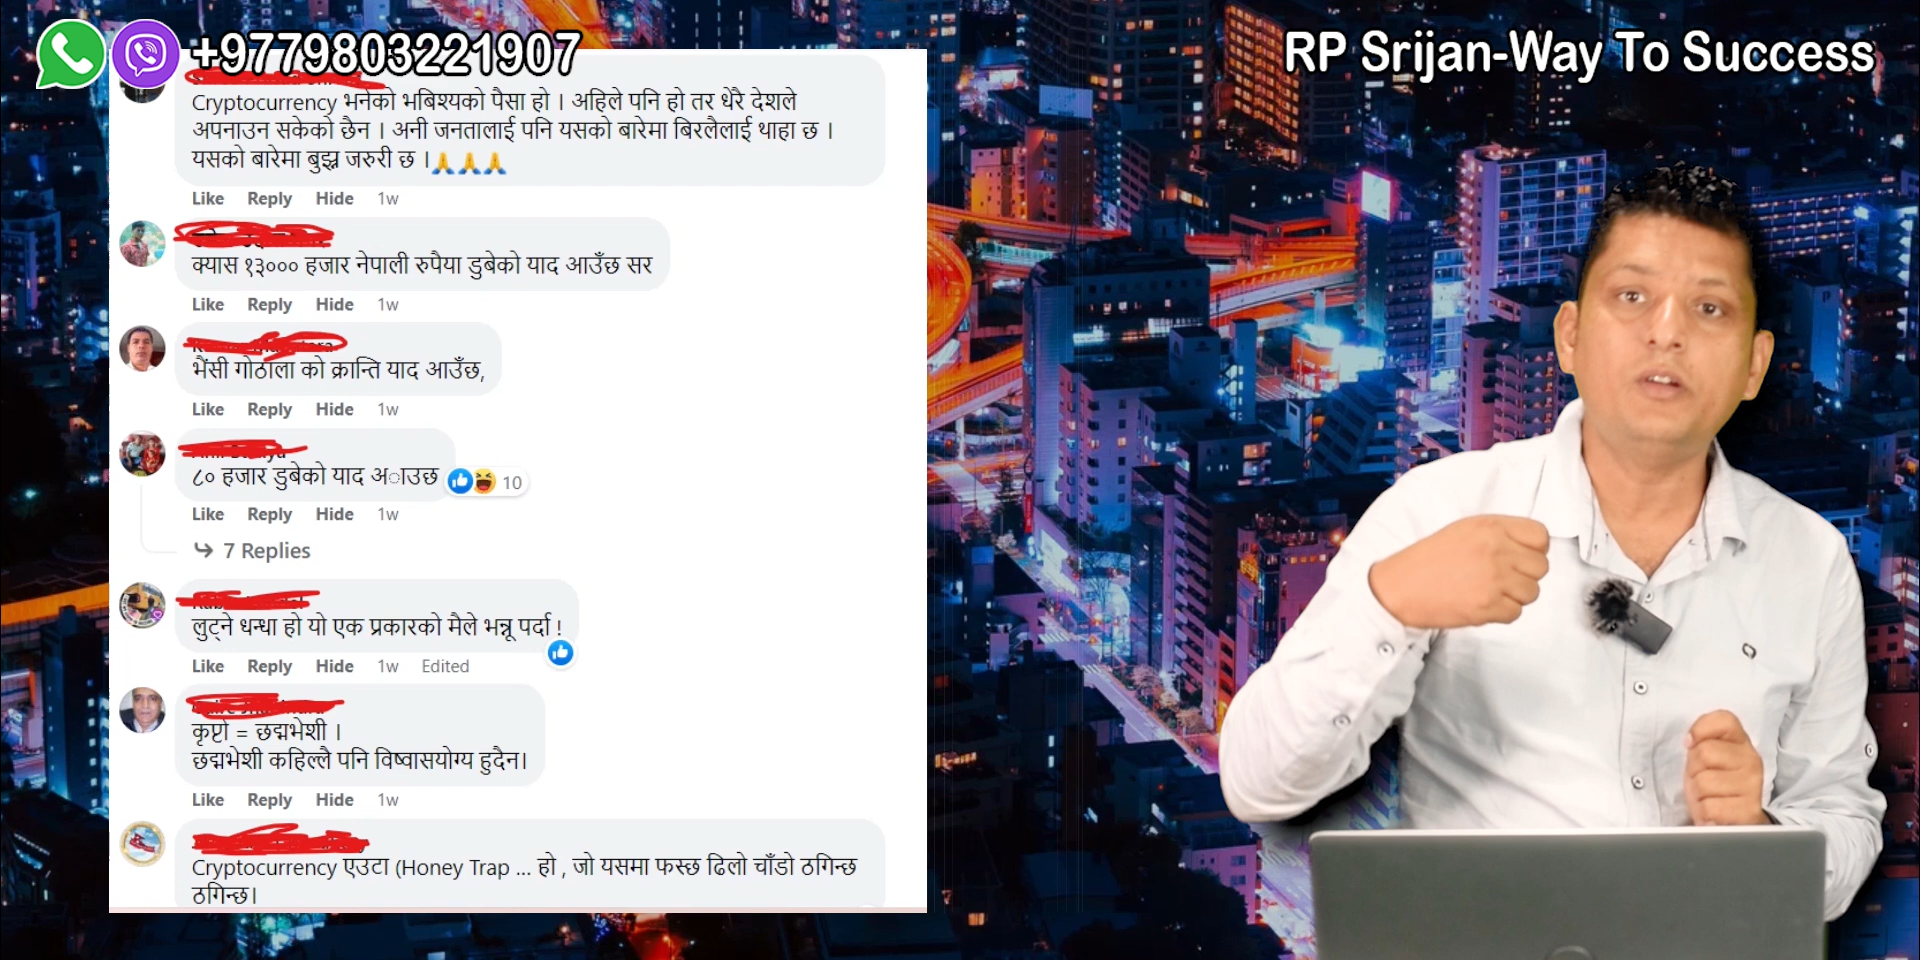 +9779803221907
RP Srijan-Way To Success
Cryptocurrency भनेको भबिश्यको पैसा हो । अहिले पनि हो तर धेरै देशले
अपनाउन सकेको छैन । अनी जनतालाई पनि यसको बारेमा बिरलैलाई थाहा छ ।
यसको बारेमा बुझ्न जरुरी छ ।🙏🙏🙏
Like Reply Hide 1w
क्यास १३००० हजार नेपाली रुपैया डुबेको याद आउँछ सर
Like Reply Hide 1w
भैंसी गोठाला को क्रान्ति याद आउँछ,
Like Reply Hide 1w
८० हजार डुबेको याद अाउछ 10
Like Reply Hide 1w
7 Replies
लुट्ने धन्धा हो यो एक प्रकारको मैले भन्नू पर्दा !
Like Reply Hide 1w Edited
कृप्टो = छद्मभेशी ।
छद्मभेशी कहिल्लै पनि विष्वासयोग्य हुदैन।
Like Reply Hide 1w
Cryptocurrency एउटा (Honey Trap ... हो , जो यसमा फस्छ ढिलो चाँडो ठगिन्छ
ठगिन्छ।